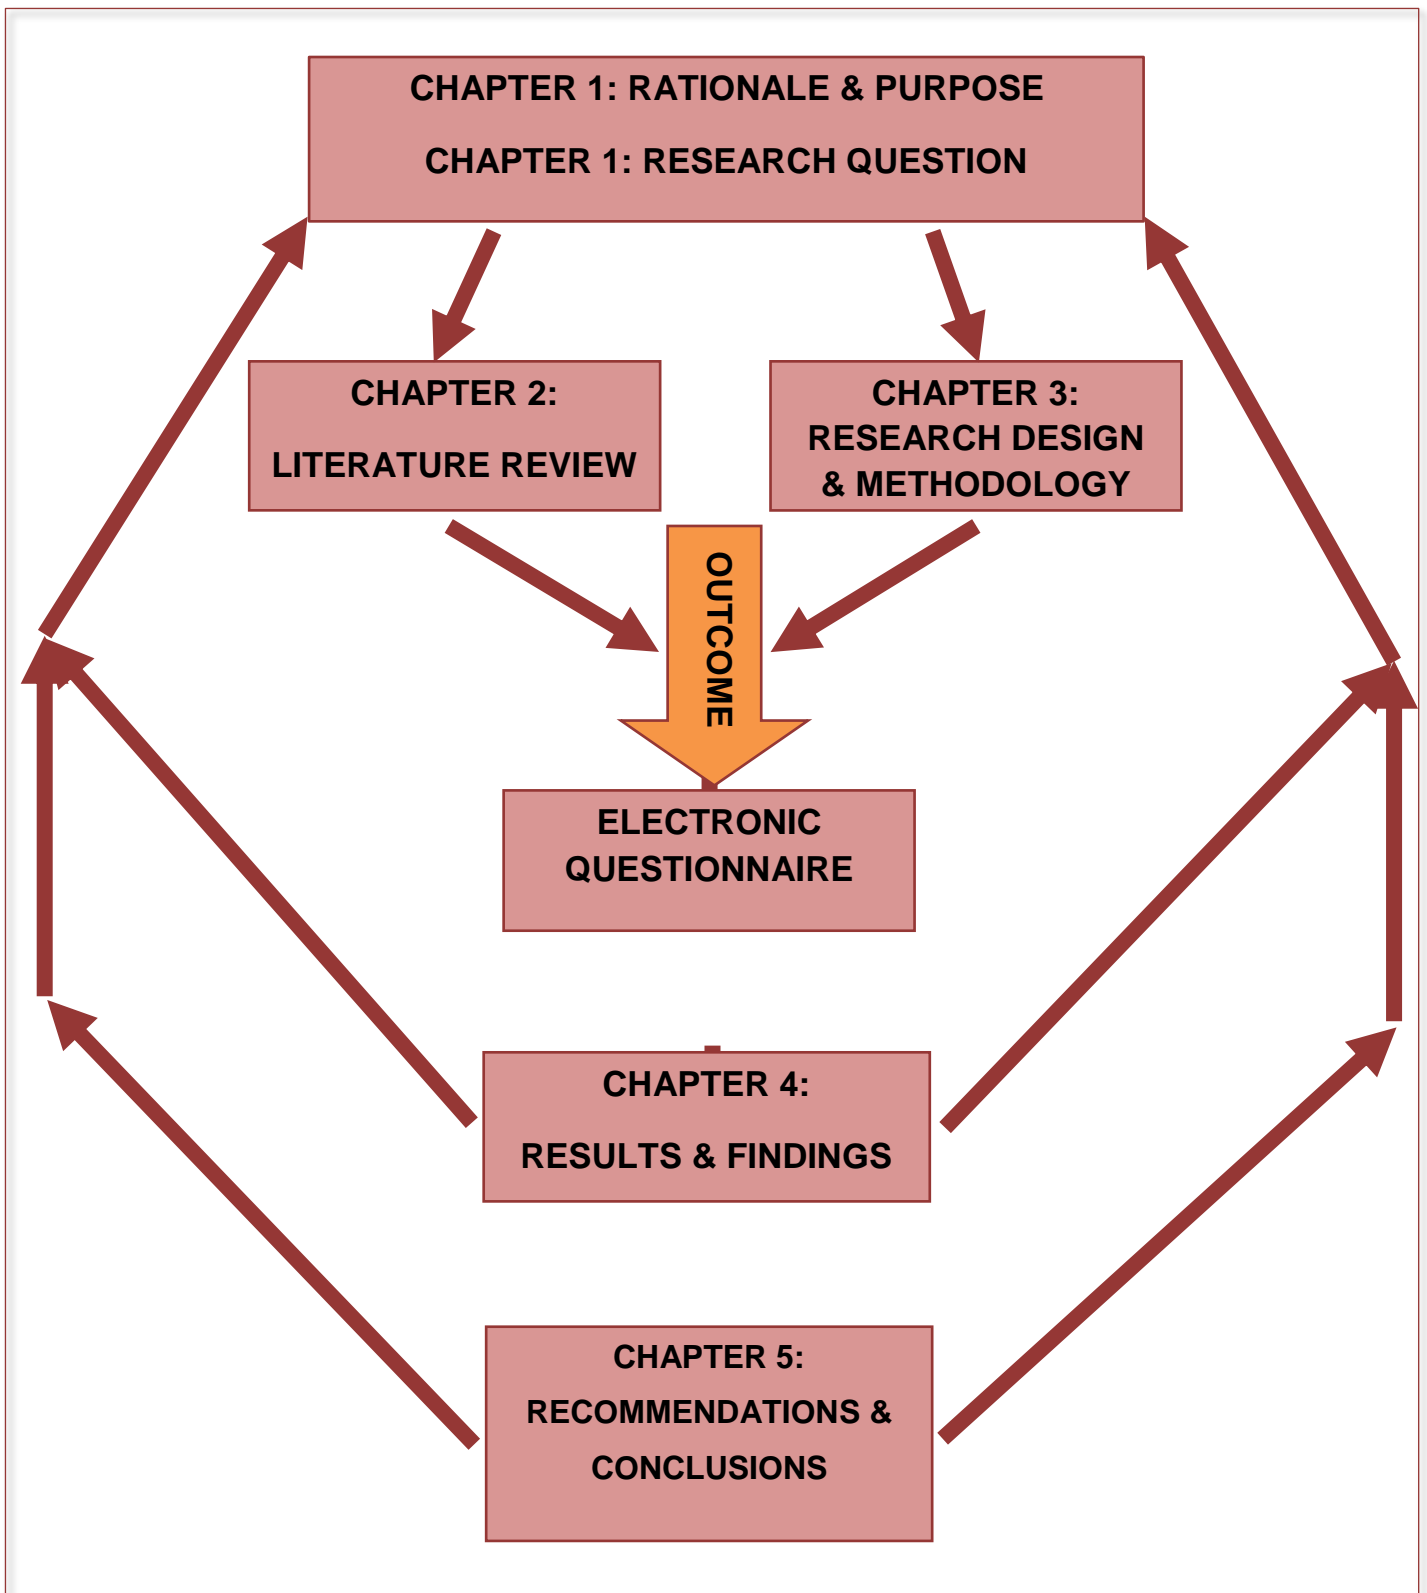 CHAPTER 1: RATIONALE & PURPOSE
CHAPTER 1: RESEARCH QUESTION
CHAPTER 2:
LITERATURE REVIEW
CHAPTER 3:
RESEARCH DESIGN
& METHODOLOGY
OUTCOME
ELECTRONIC
QUESTIONNAIRE
CHAPTER 4:
RESULTS & FINDINGS
CHAPTER 5:
RECOMMENDATIONS &
CONCLUSIONS